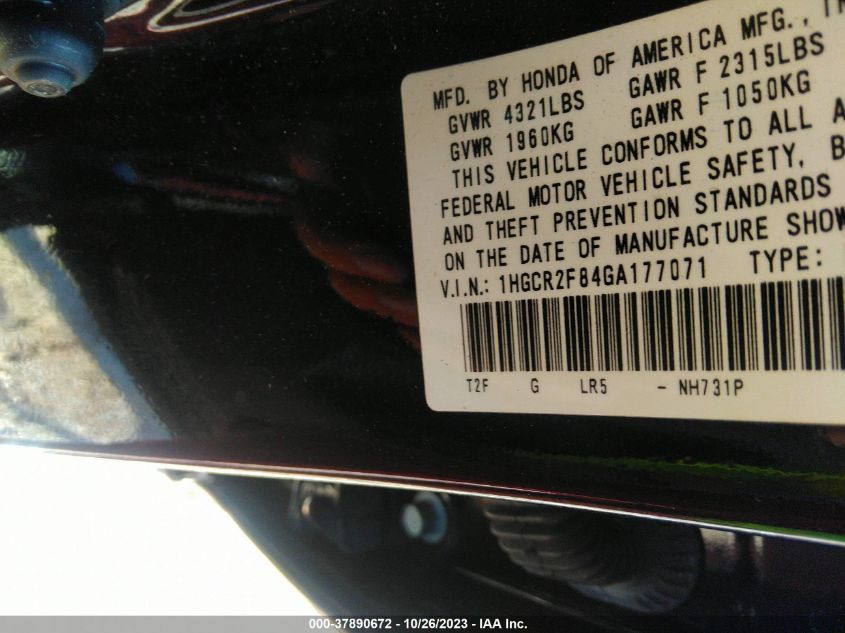 MFD. BY HONDA OF AMERICA MFG.,
GVWR 4321LBS GAWR F 2315LBS
GVWR 1960KG GAWR F 1050KG
THIS VEHICLE CONFORMS TO ALL
FEDERAL MOTOR VEHICLE SAFETY,
AND THEFT PREVENTION STANDARDS
ON THE DATE OF MANUFACTURE SHOW
V.I.N.: 1HGCR2F84GA177071 TYPE:
T2F G LR5 - NH731P
000-37890672 / 10/26/2023 - IAA Inc.